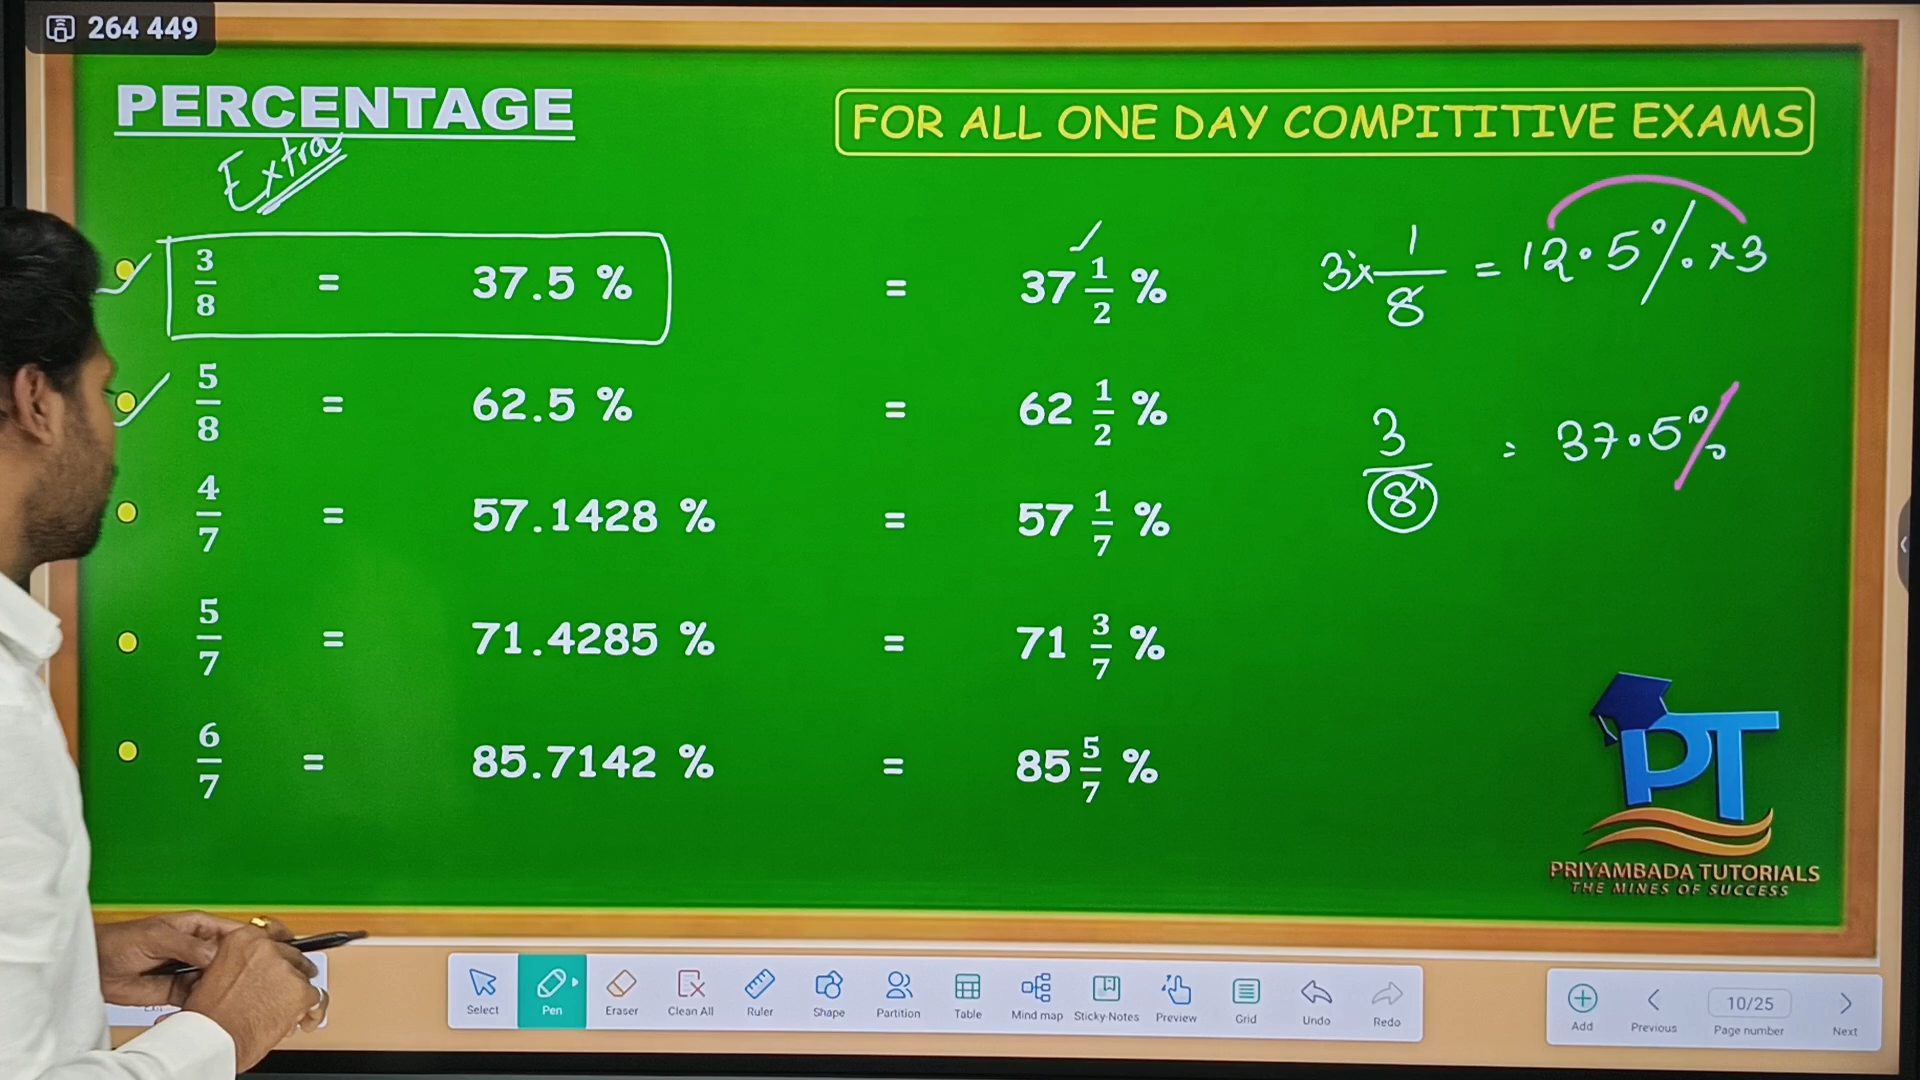 264 449
PERCENTAGE
FOR ALL ONE DAY COMPITITIVE EXAMS
Extra
3/8 = 37.5 % = 37 1/2 %
3 × 1/8 = 12.5% × 3
5/8 = 62.5 % = 62 1/2 %
3/8 = 37.5%
4/7 = 57.1428 % = 57 1/7 %
5/7 = 71.4285 % = 71 3/7 %
6/7 = 85.7142 % = 85 5/7 %
PT
PRIYAMBADA TUTORIALS
THE MINES OF SUCCESS
Select Pen Eraser Clean All Ruler Shape Partition Table Mind map Sticky-Notes Preview Grid Undo Redo
Add Previous 10/25 Page number Next